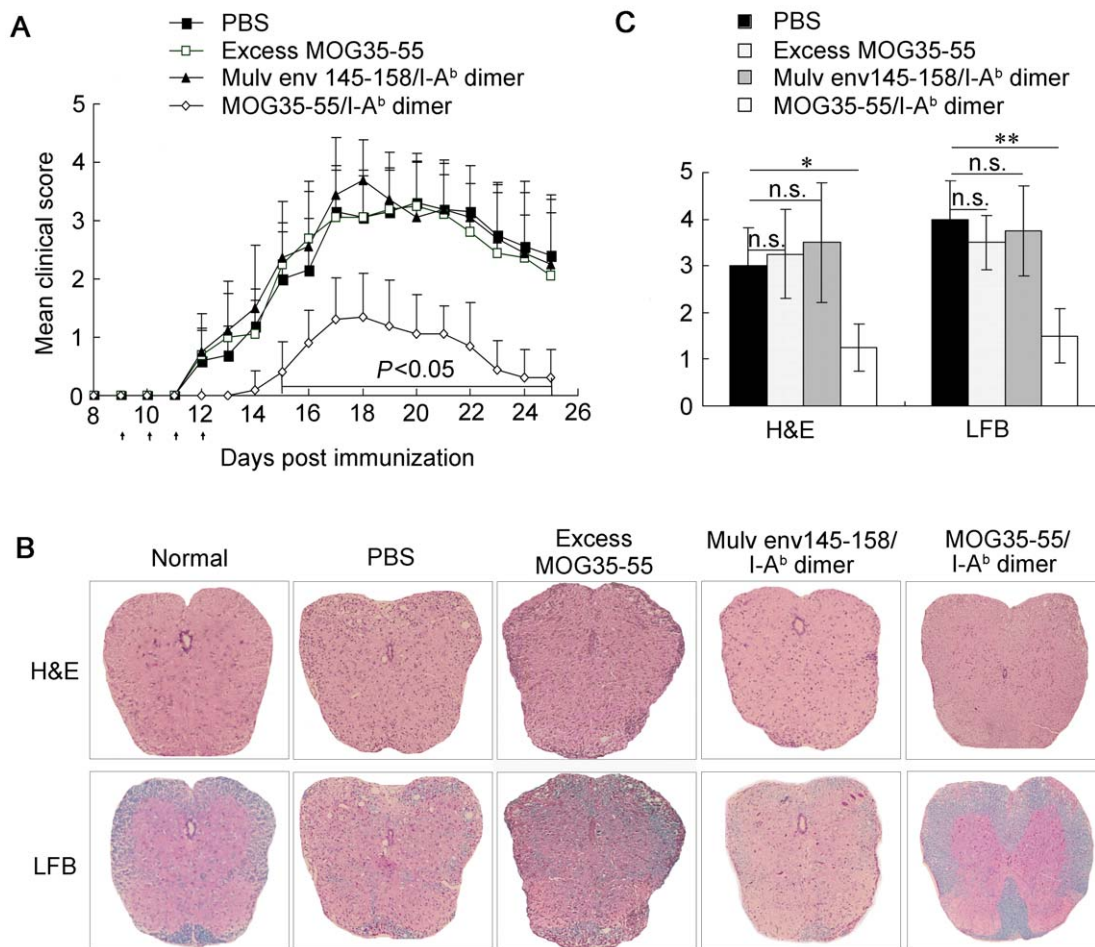 A
PBS
Excess MOG35-55
Mulv env 145-158/I-Aᵇ dimer
MOG35-55/I-Aᵇ dimer
5
4
3
2
1
0
Mean clinical score
P<0.05
8 10 12 14 16 18 20 22 24 26
Days post immunization
C
PBS
Excess MOG35-55
Mulv env145-158/I-Aᵇ dimer
MOG35-55/I-Aᵇ dimer
5
4
3
2
1
0
*
n.s.
n.s.
**
n.s.
n.s.
H&E LFB
B
Normal
PBS
Excess
MOG35-55
Mulv env145-158/
I-Aᵇ dimer
MOG35-55/
I-Aᵇ dimer
H&E
LFB